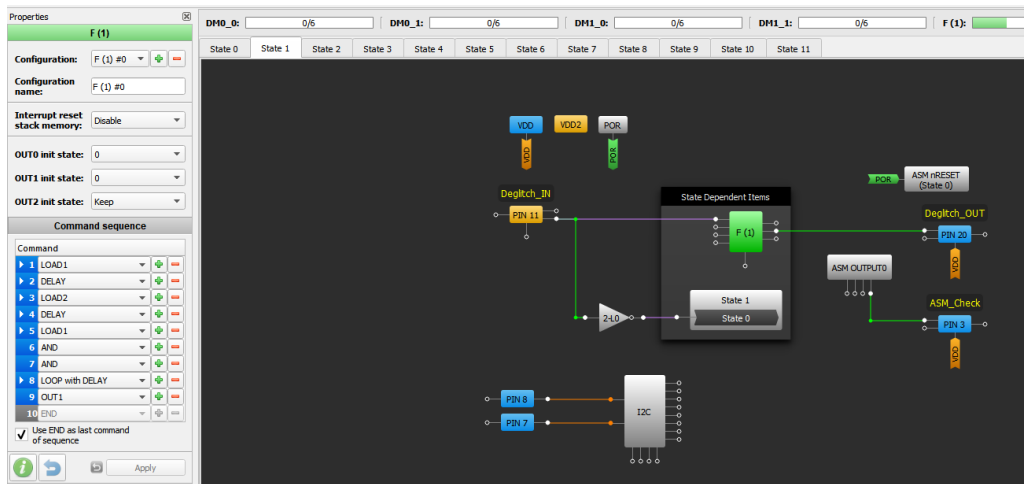 Properties
F (1)
Configuration:
F (1) #0
Configuration
name:
F (1) #0
Interrupt reset
stack memory:
Disable
OUT0 init state:
0
OUT1 init state:
0
OUT2 init state:
Keep
Command sequence
Command
1 LOAD1
2 DELAY
3 LOAD2
4 DELAY
5 LOAD1
6 AND
7 AND
8 LOOP with DELAY
9 OUT1
10 END
Use END as last command
of sequence
Apply
DM0_0: 0/6 DM0_1: 0/6 DM1_0: 0/6 DM1_1: 0/6 F (1):
State 0 State 1 State 2 State 3 State 4 State 5 State 6 State 7 State 8 State 9 State 10 State 11
VDD VDD2 POR
VDD POR
Deglitch_IN
PIN 11
State Dependent Items
F (1)
State 1
State 0
2-L0
POR
ASM nRESET
(State 0)
Deglitch_OUT
PIN 20
VDD
ASM OUTPUT0
ASM_Check
PIN 3
VDD
PIN 8
PIN 7
I2C